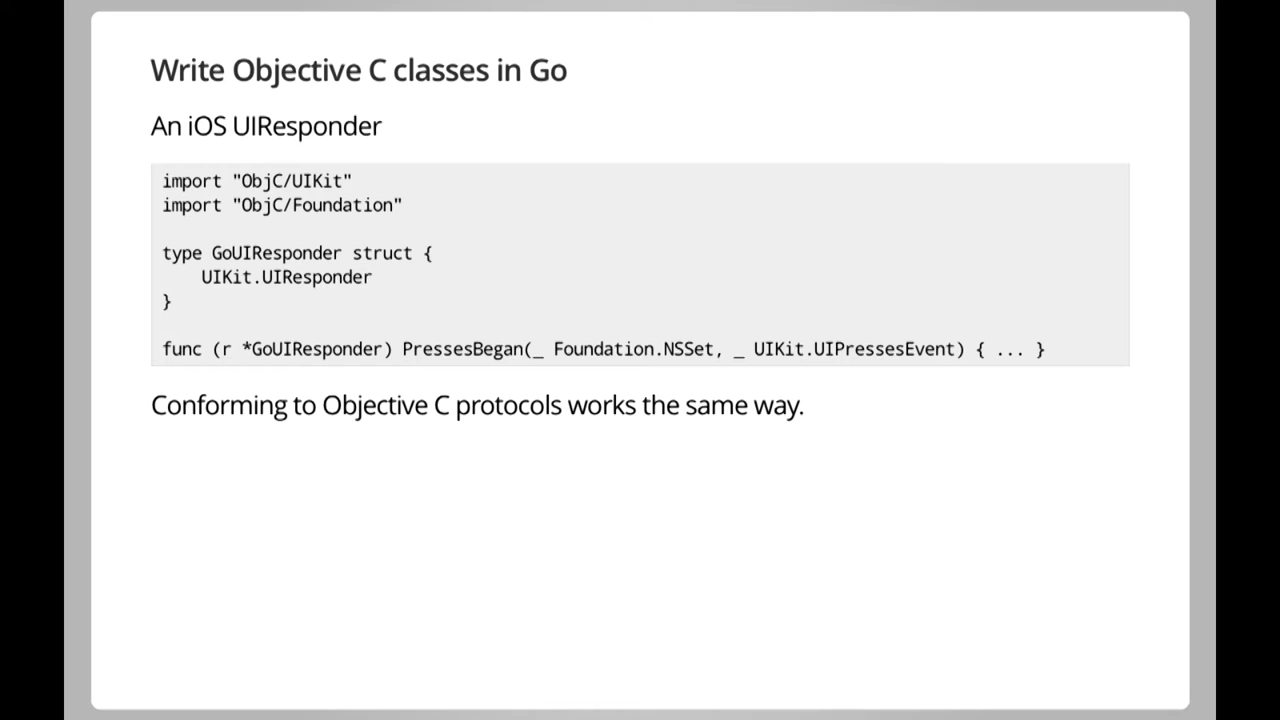 Write Objective C classes in Go
An iOS UIResponder
import "ObjC/UIKit"
import "ObjC/Foundation"
type GoUIResponder struct {
    UIKit.UIResponder
}
func (r *GoUIResponder) PressesBegan(_ Foundation.NSSet, _ UIKit.UIPressesEvent) { ... }
Conforming to Objective C protocols works the same way.